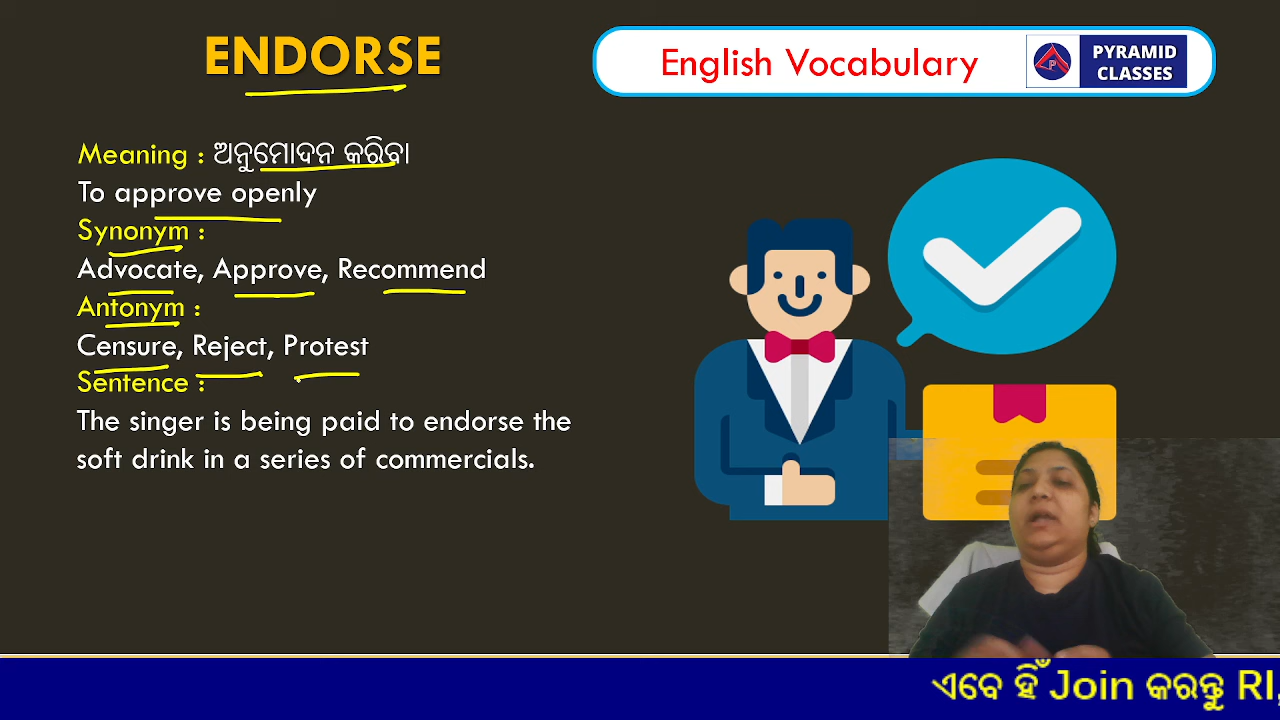 ENDORSE
English Vocabulary
PYRAMID
CLASSES
Meaning : ଅନୁମୋଦନ କରିବା
To approve openly
Synonym :
Advocate, Approve, Recommend
Antonym :
Censure, Reject, Protest
Sentence :
The singer is being paid to endorse the
soft drink in a series of commercials.
ଏବେ ହିଁ Join କରନ୍ତୁ RI,